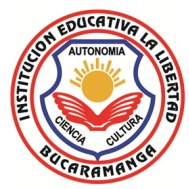 INSTITUCION EDUCATIVA LA LIBERTAD
AUTONOMIA
CIENCIA
CULTURA
BUCARAMANGA